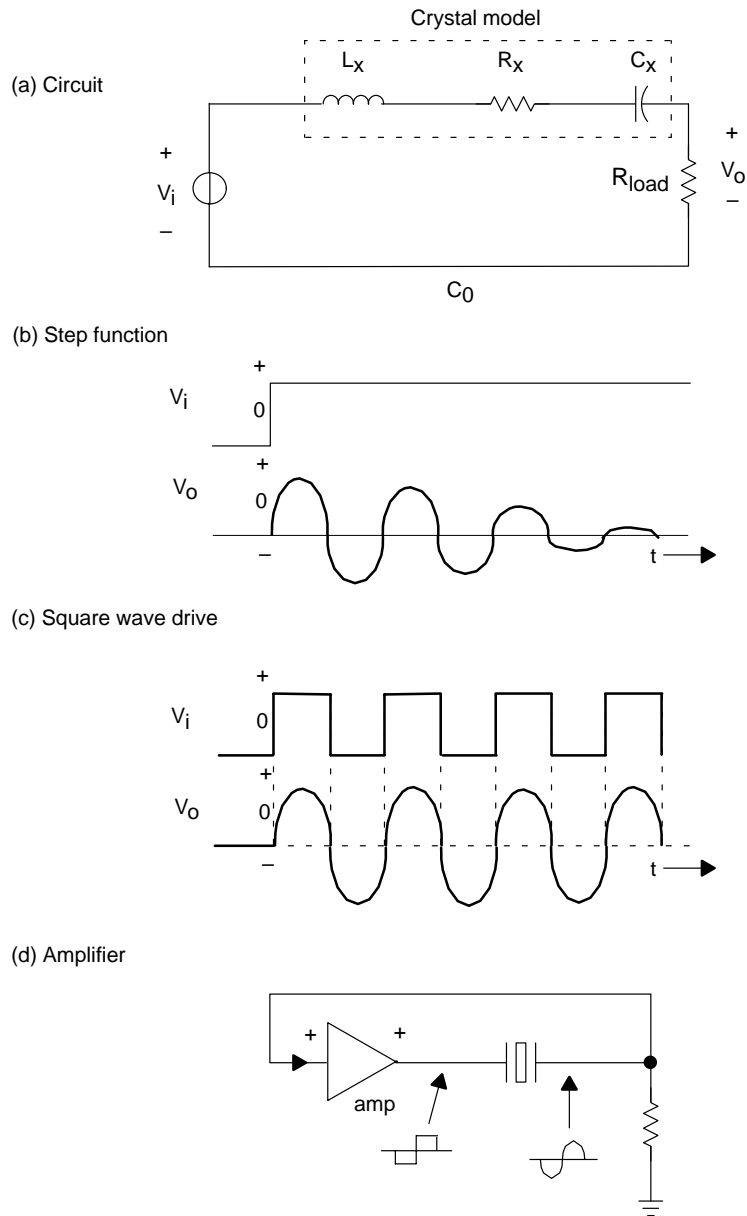 Crystal model
Lx Rx Cx
(a) Circuit
+ +
Vi Rload Vo
– –
C0
(b) Step function
+
Vi 0
+
Vo 0
– t
(c) Square wave drive
+
Vi 0
+
Vo 0
– t
(d) Amplifier
+ +
amp